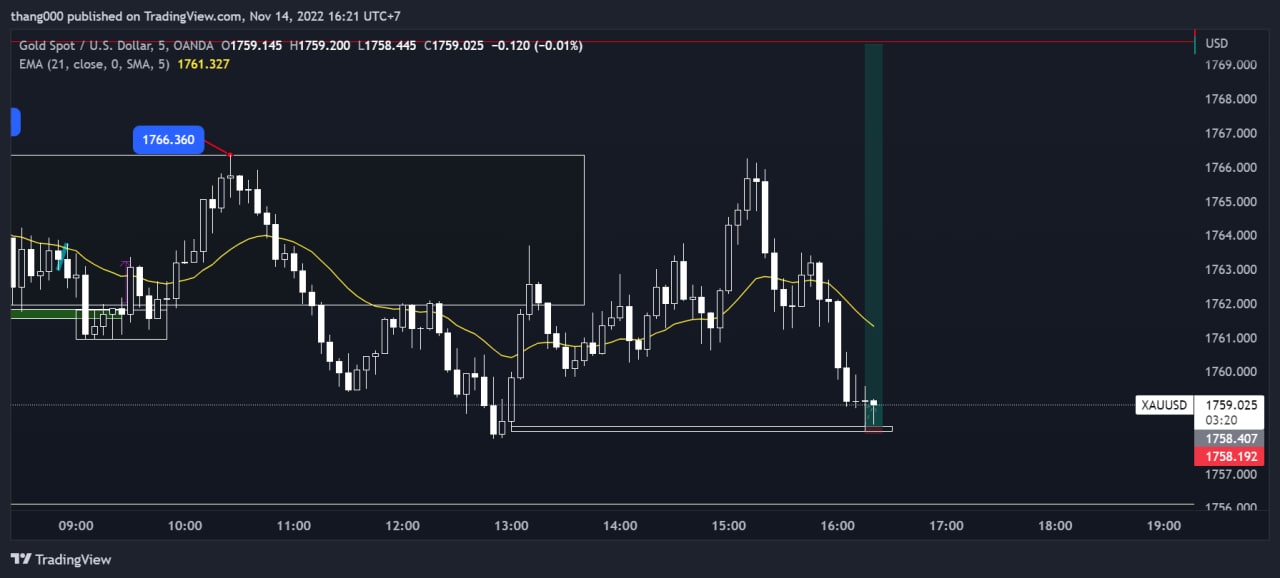 thang000 published on TradingView.com, Nov 14, 2022 16:21 UTC+7
Gold Spot / U.S. Dollar, 5, OANDA O1759.145 H1759.200 L1758.445 C1759.025 −0.120 (−0.01%)
EMA (21, close, 0, SMA, 5) 1761.327
USD
1769.000
1768.000
1767.000
1766.360
1766.000
1765.000
1764.000
1763.000
1762.000
1761.000
1760.000
XAUUSD 1759.025
03:20
1758.407
1758.192
1757.000
1756.000
09:00 10:00 11:00 12:00 13:00 14:00 15:00 16:00 17:00 18:00 19:00
TradingView